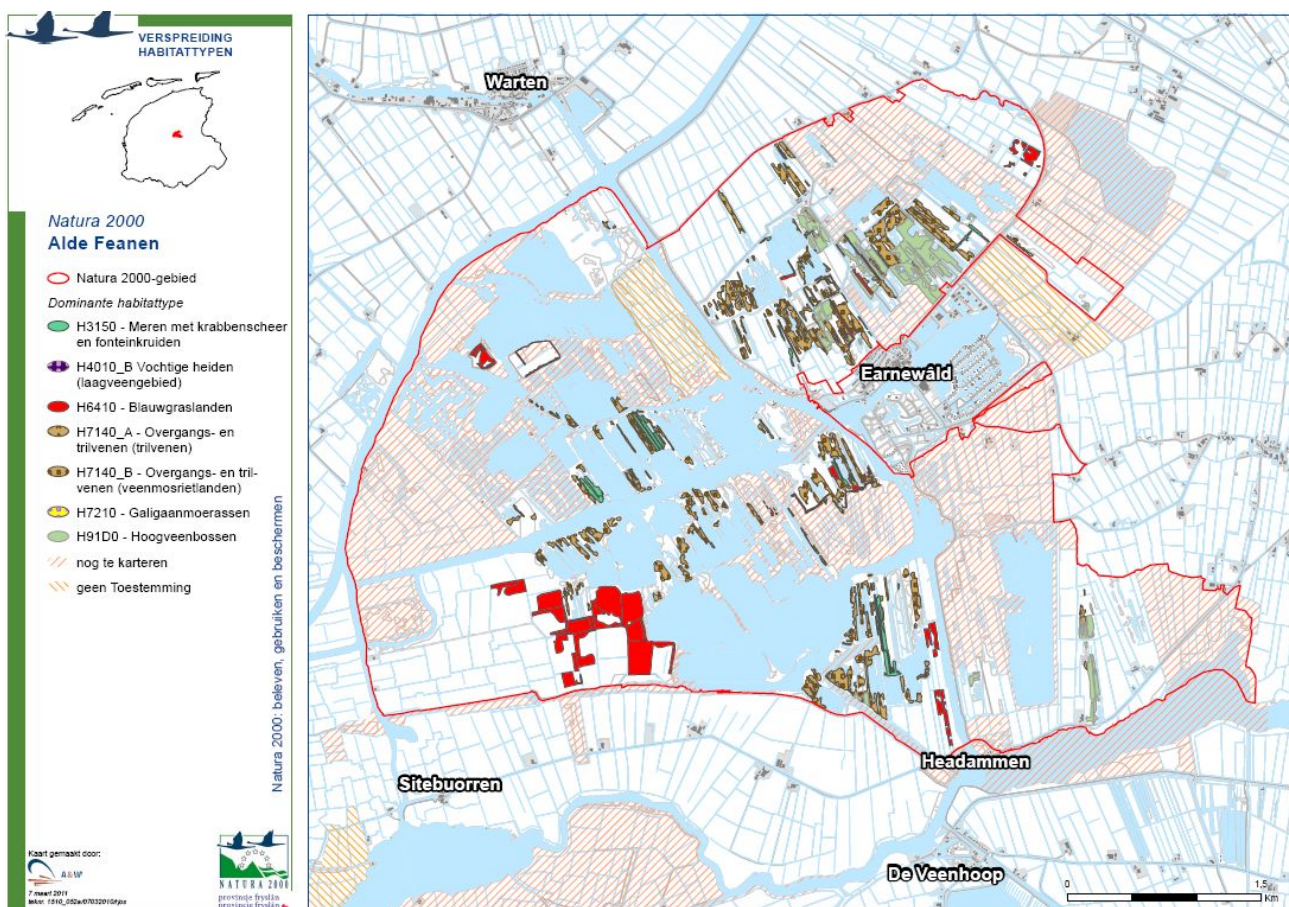 VERSPREIDING
HABITATTYPEN
Natura 2000
Alde Feanen
Natura 2000-gebied
Dominante habitattype
H3150 - Meren met krabbenscheer
en fonteinkruiden
H4010_B Vochtige heiden
(laagveengebied)
H6410 - Blauwgraslanden
H7140_A - Overgangs- en
trilvenen (trilvenen)
H7140_B - Overgangs- en tril-
venen (veenmosrietlanden)
H7210 - Galigaanmoerassen
H91D0 - Hoogveenbossen
nog te karteren
geen Toestemming
Natura 2000: beleven, gebruiken en beschermen
Kaart gemaakt door:
A&W
7 maart 2011
NATURA 2000
provinsje fryslân
provincie fryslân
Warten
Earnewâld
Sitebuorren
Headammen
De Veenhoop
0 1,5
Km